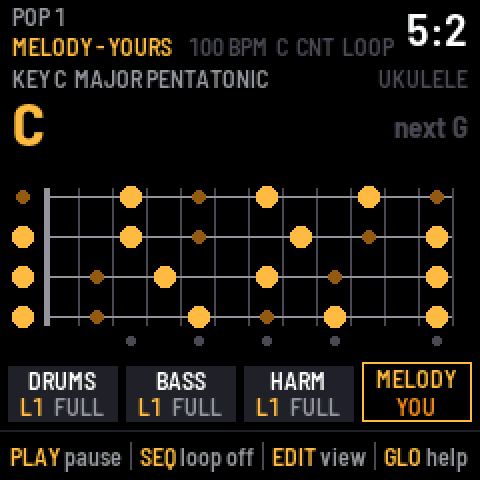 POP 1
5:2
MELODY - YOURS 100 BPM C CNT LOOP
KEY C MAJOR PENTATONIC UKULELE
C next G
DRUMS BASS HARM MELODY
L1 FULL L1 FULL L1 FULL YOU
PLAY pause SEQ loop off EDIT view GLO help